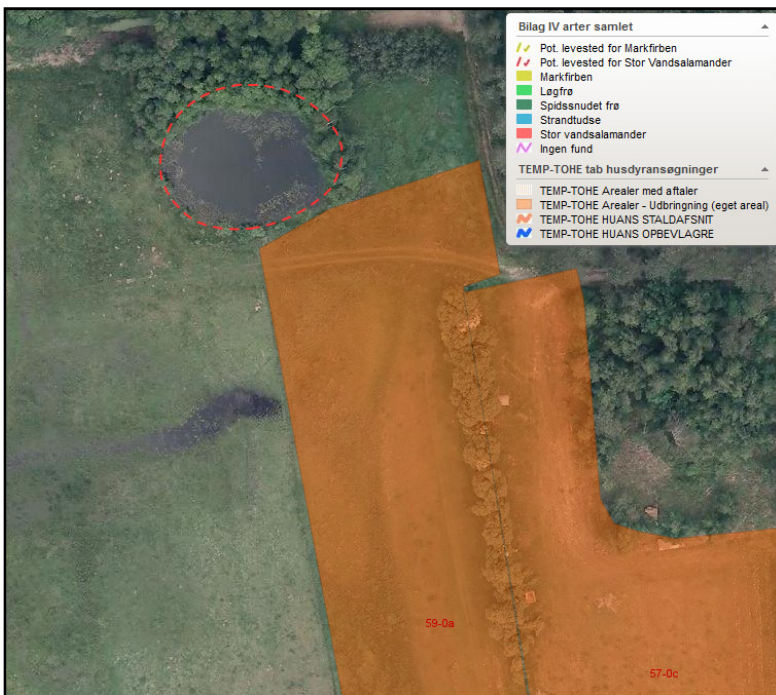 Bilag IV arter samlet
Pot. levested for Markfirben
Pot. levested for Stor Vandsalamander
Markfirben
Løgfrø
Spidssnudet frø
Strandtudse
Stor vandsalamander
Ingen fund
TEMP-TOHE tab husdyransøgninger
TEMP-TOHE Arealer med aftaler
TEMP-TOHE Arealer - Udbringning (eget areal)
TEMP-TOHE HUANS STALDAFSNIT
TEMP-TOHE HUANS OPBEVLAGRE
59-0a
57-0c